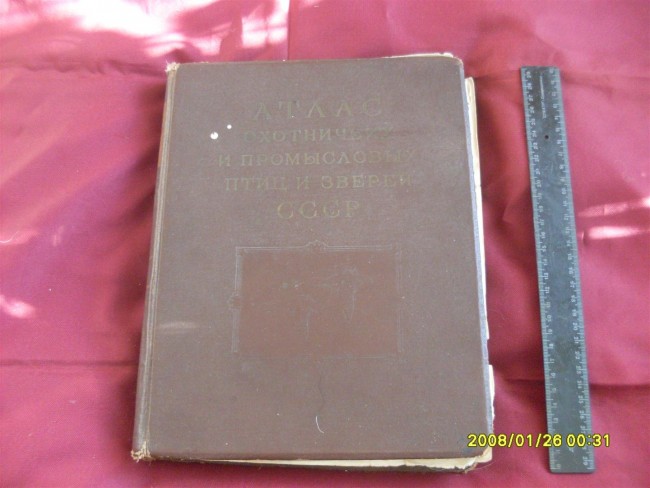 АТЛАС
ОХОТНИЧЬИХ
И ПРОМЫСЛОВЫХ
ПТИЦ И ЗВЕРЕЙ
СССР
2008/01/26 00:31